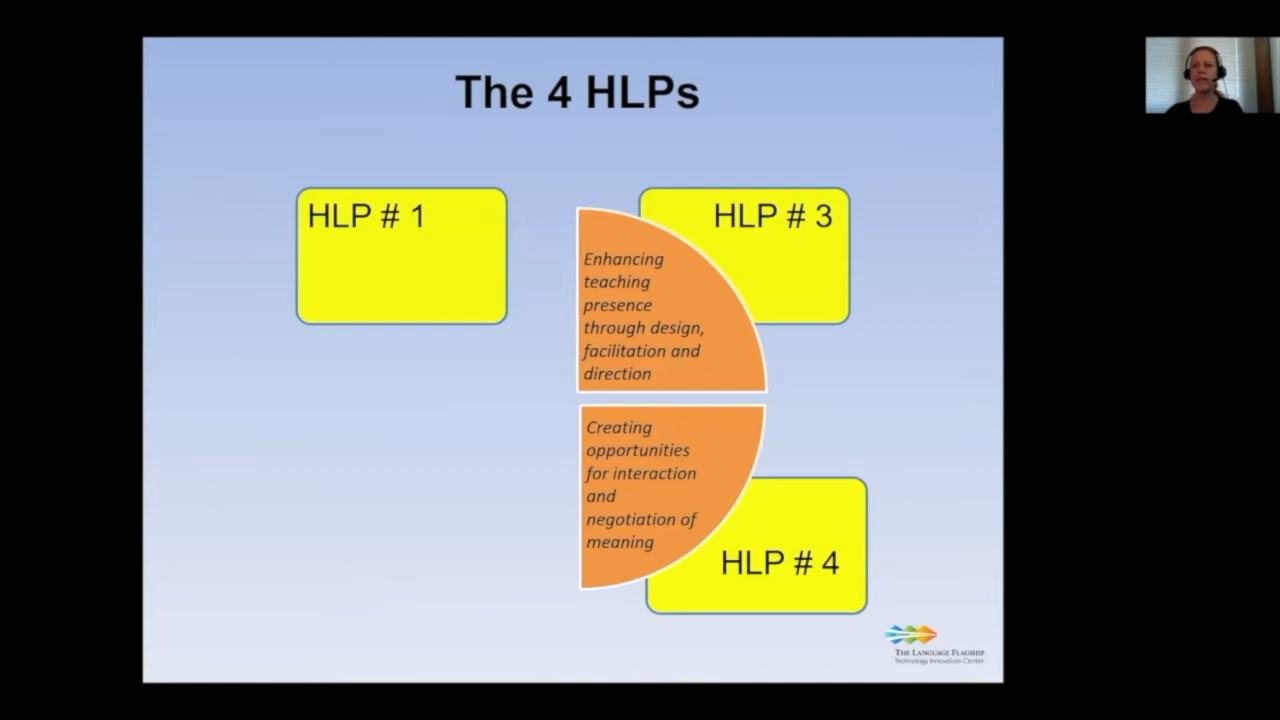 The 4 HLPs
HLP # 1
HLP # 3
Enhancing
teaching
presence
through design,
facilitation and
direction
Creating
opportunities
for interaction
and
negotiation of
meaning
HLP # 4
THE LANGUAGE FLAGSHIP
Technology Innovation Center